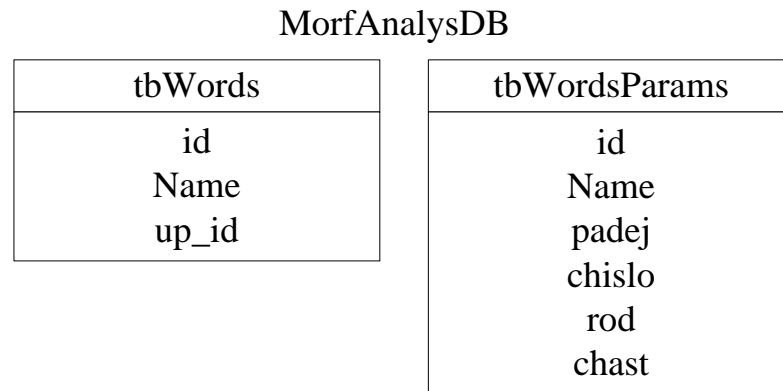 MorfAnalysDB
tbWords
id
Name
up_id
tbWordsParams
id
Name
padej
chislo
rod
chast